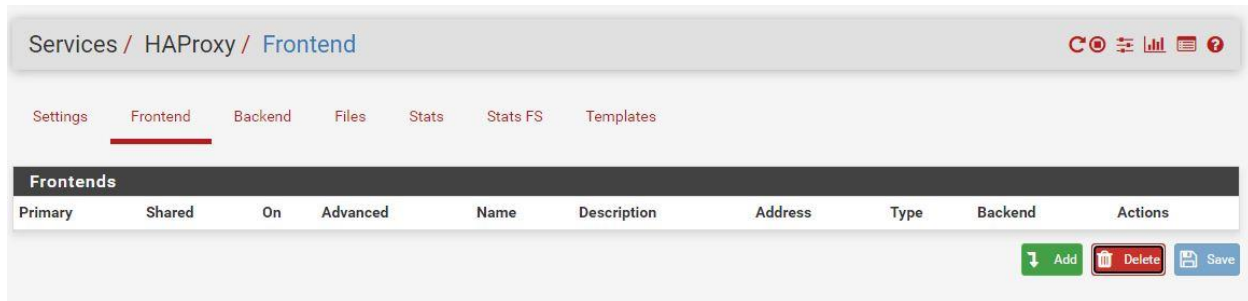 Services / HAProxy / Frontend
Settings Frontend Backend Files Stats Stats FS Templates
Frontends
Primary Shared On Advanced Name Description Address Type Backend Actions
Add Delete Save